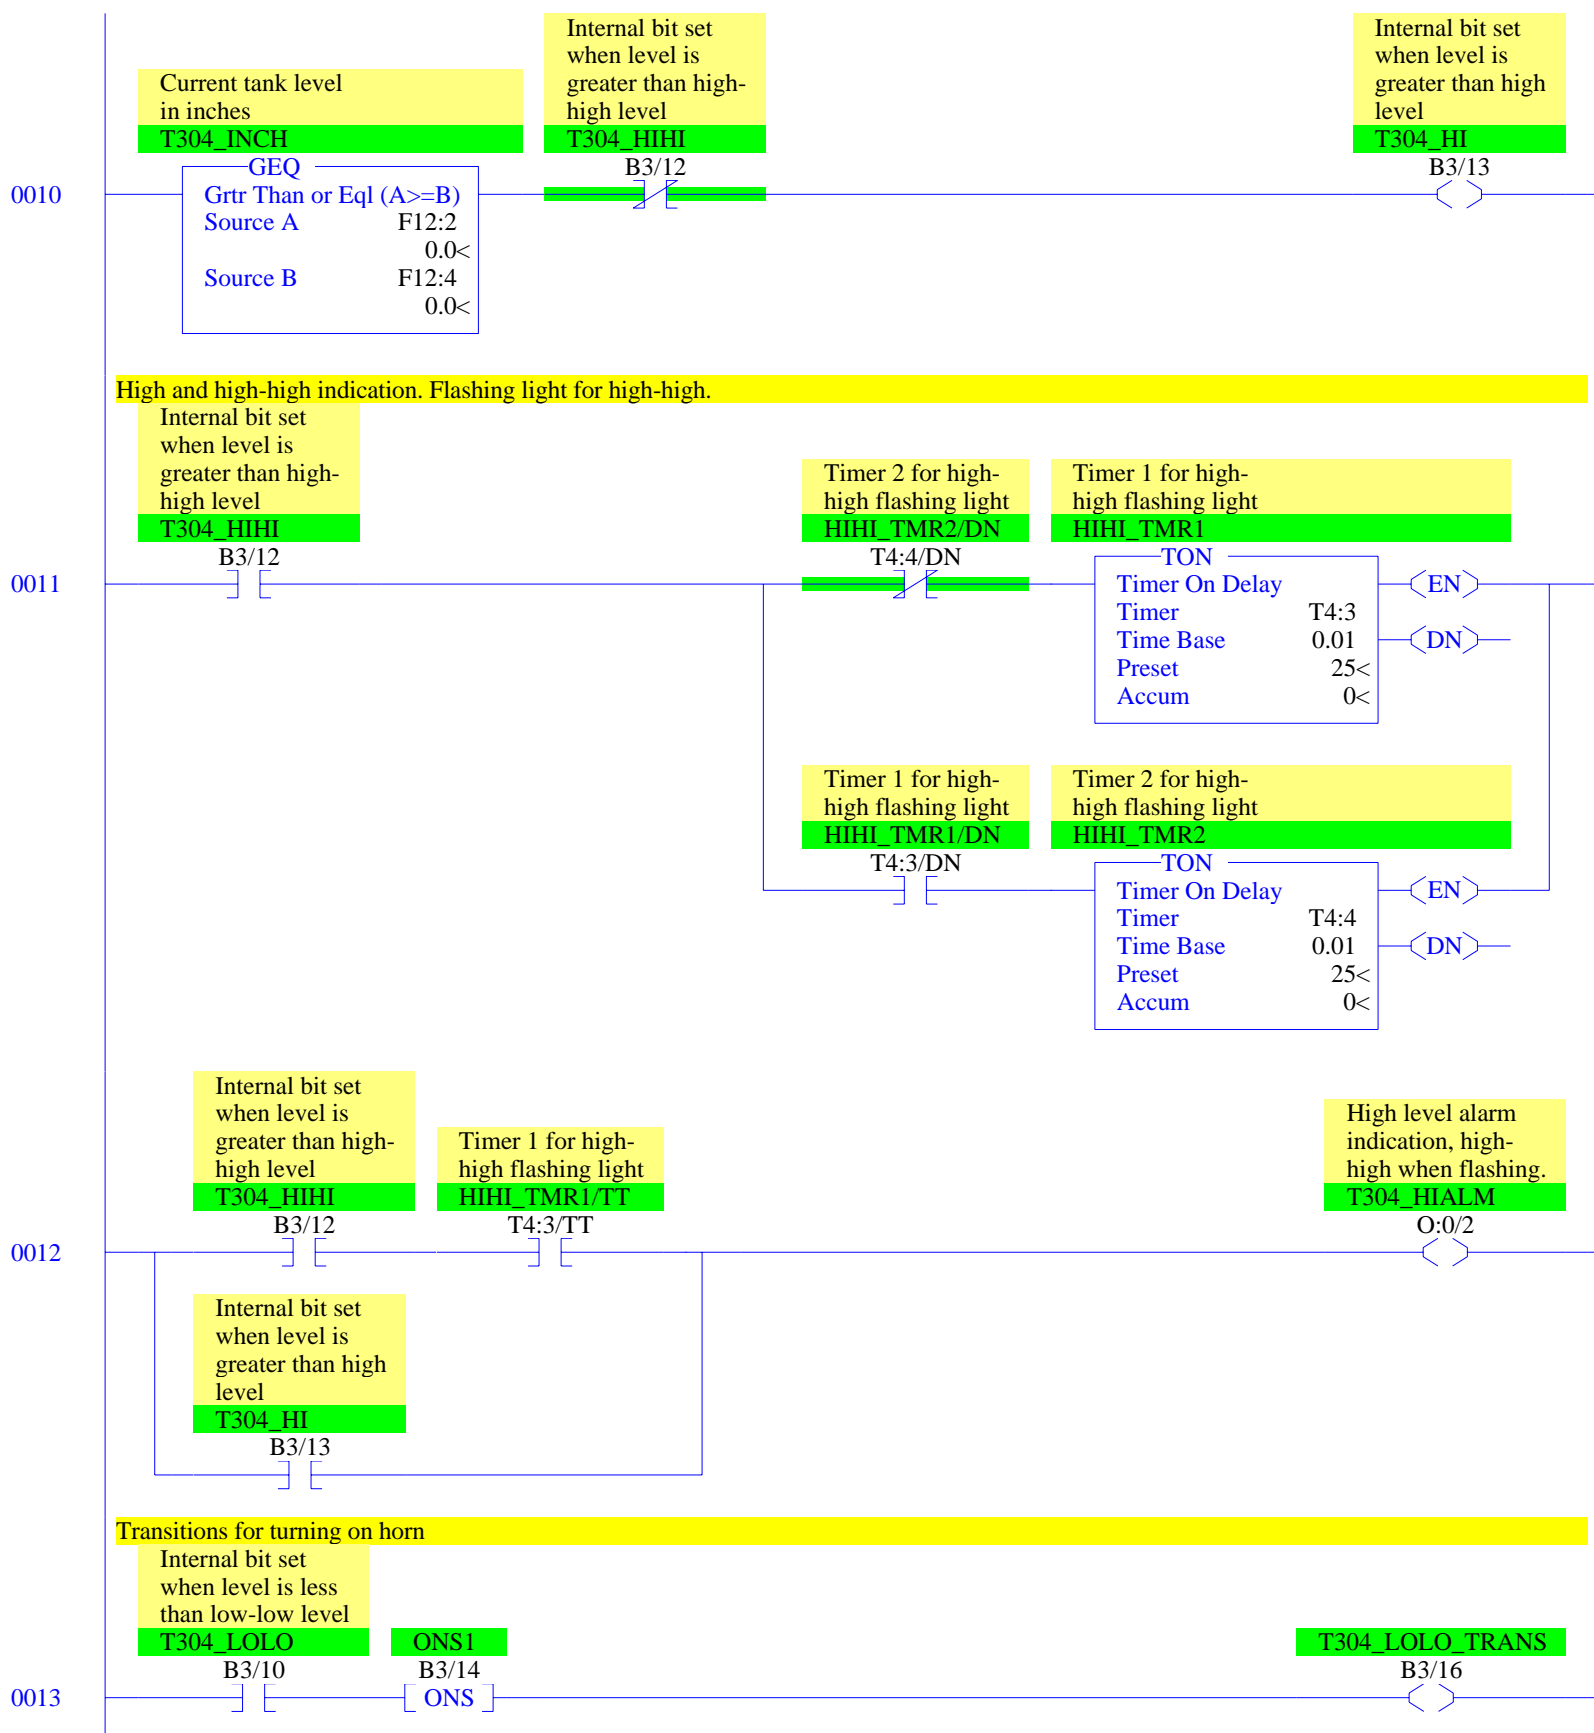 Internal bit set
when level is
greater than high-
high level
T304_HIHI
B3/12
Internal bit set
when level is
greater than high
level
T304_HI
B3/13
Current tank level
in inches
T304_INCH
GEQ
0010
Grtr Than or Eql (A>=B)
Source A F12:2
0.0<
Source B F12:4
0.0<
High and high-high indication. Flashing light for high-high.
Internal bit set
when level is
greater than high-
high level
T304_HIHI
B3/12
Timer 2 for high-
high flashing light
HIHI_TMR2/DN
T4:4/DN
Timer 1 for high-
high flashing light
HIHI_TMR1
TON
0011
Timer On Delay
EN
Timer T4:3
Time Base 0.01
DN
Preset 25<
Accum 0<
Timer 1 for high-
high flashing light
HIHI_TMR1/DN
T4:3/DN
Timer 2 for high-
high flashing light
HIHI_TMR2
TON
Timer On Delay
EN
Timer T4:4
Time Base 0.01
DN
Preset 25<
Accum 0<
Internal bit set
when level is
greater than high-
high level
T304_HIHI
B3/12
Timer 1 for high-
high flashing light
HIHI_TMR1/TT
T4:3/TT
High level alarm
indication, high-
high when flashing.
T304_HIALM
O:0/2
0012
Internal bit set
when level is
greater than high
level
T304_HI
B3/13
Transitions for turning on horn
Internal bit set
when level is less
than low-low level
T304_LOLO
B3/10
ONS1
B3/14
T304_LOLO_TRANS
B3/16
0013
ONS